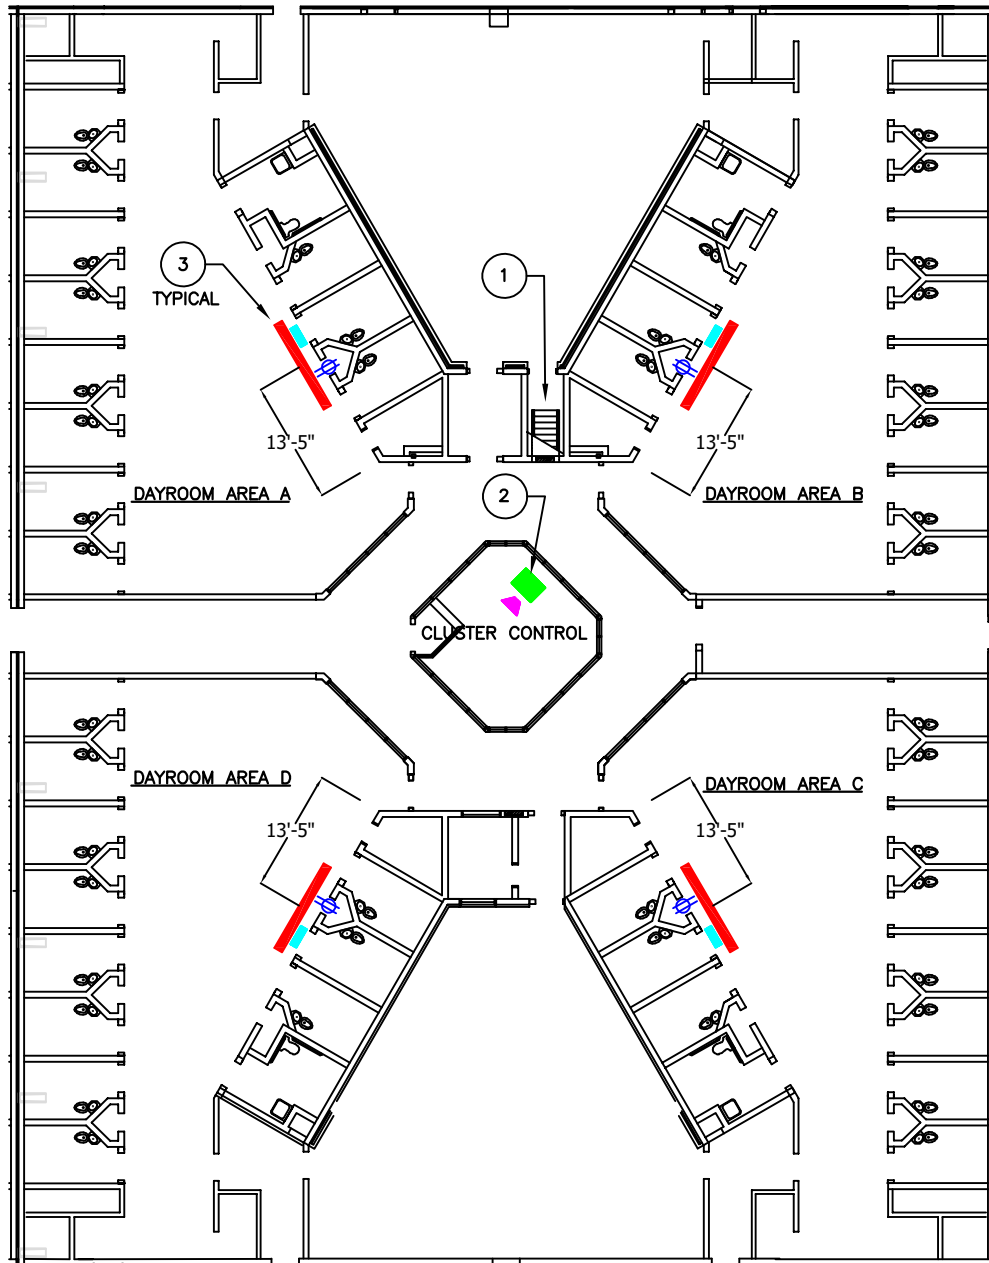 3
TYPICAL
1
13'-5"
13'-5"
DAYROOM AREA A
2
DAYROOM AREA B
CLUSTER CONTROL
DAYROOM AREA D
DAYROOM AREA C
13'-5"
13'-5"